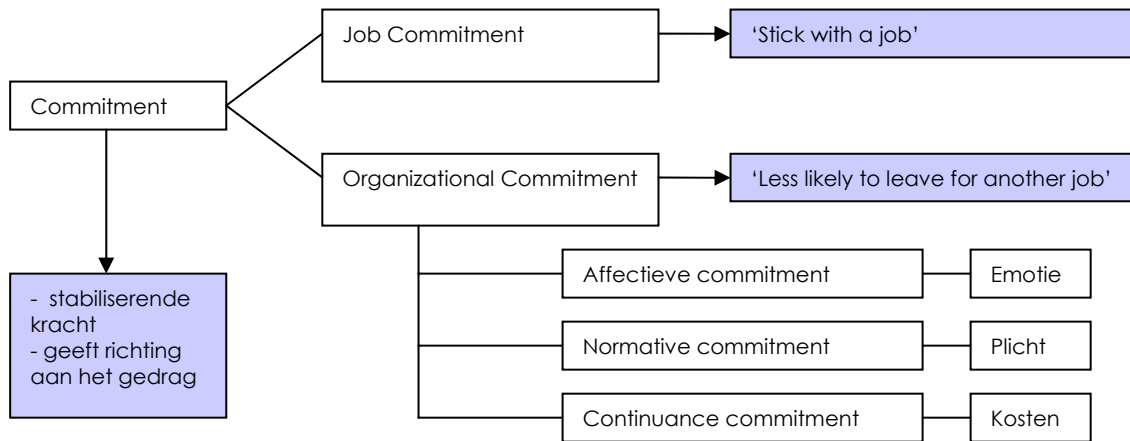 Job Commitment
‘Stick with a job’
Commitment
Organizational Commitment
‘Less likely to leave for another job’
- stabiliserende
kracht
- geeft richting
aan het gedrag
Affectieve commitment
Emotie
Normative commitment
Plicht
Continuance commitment
Kosten